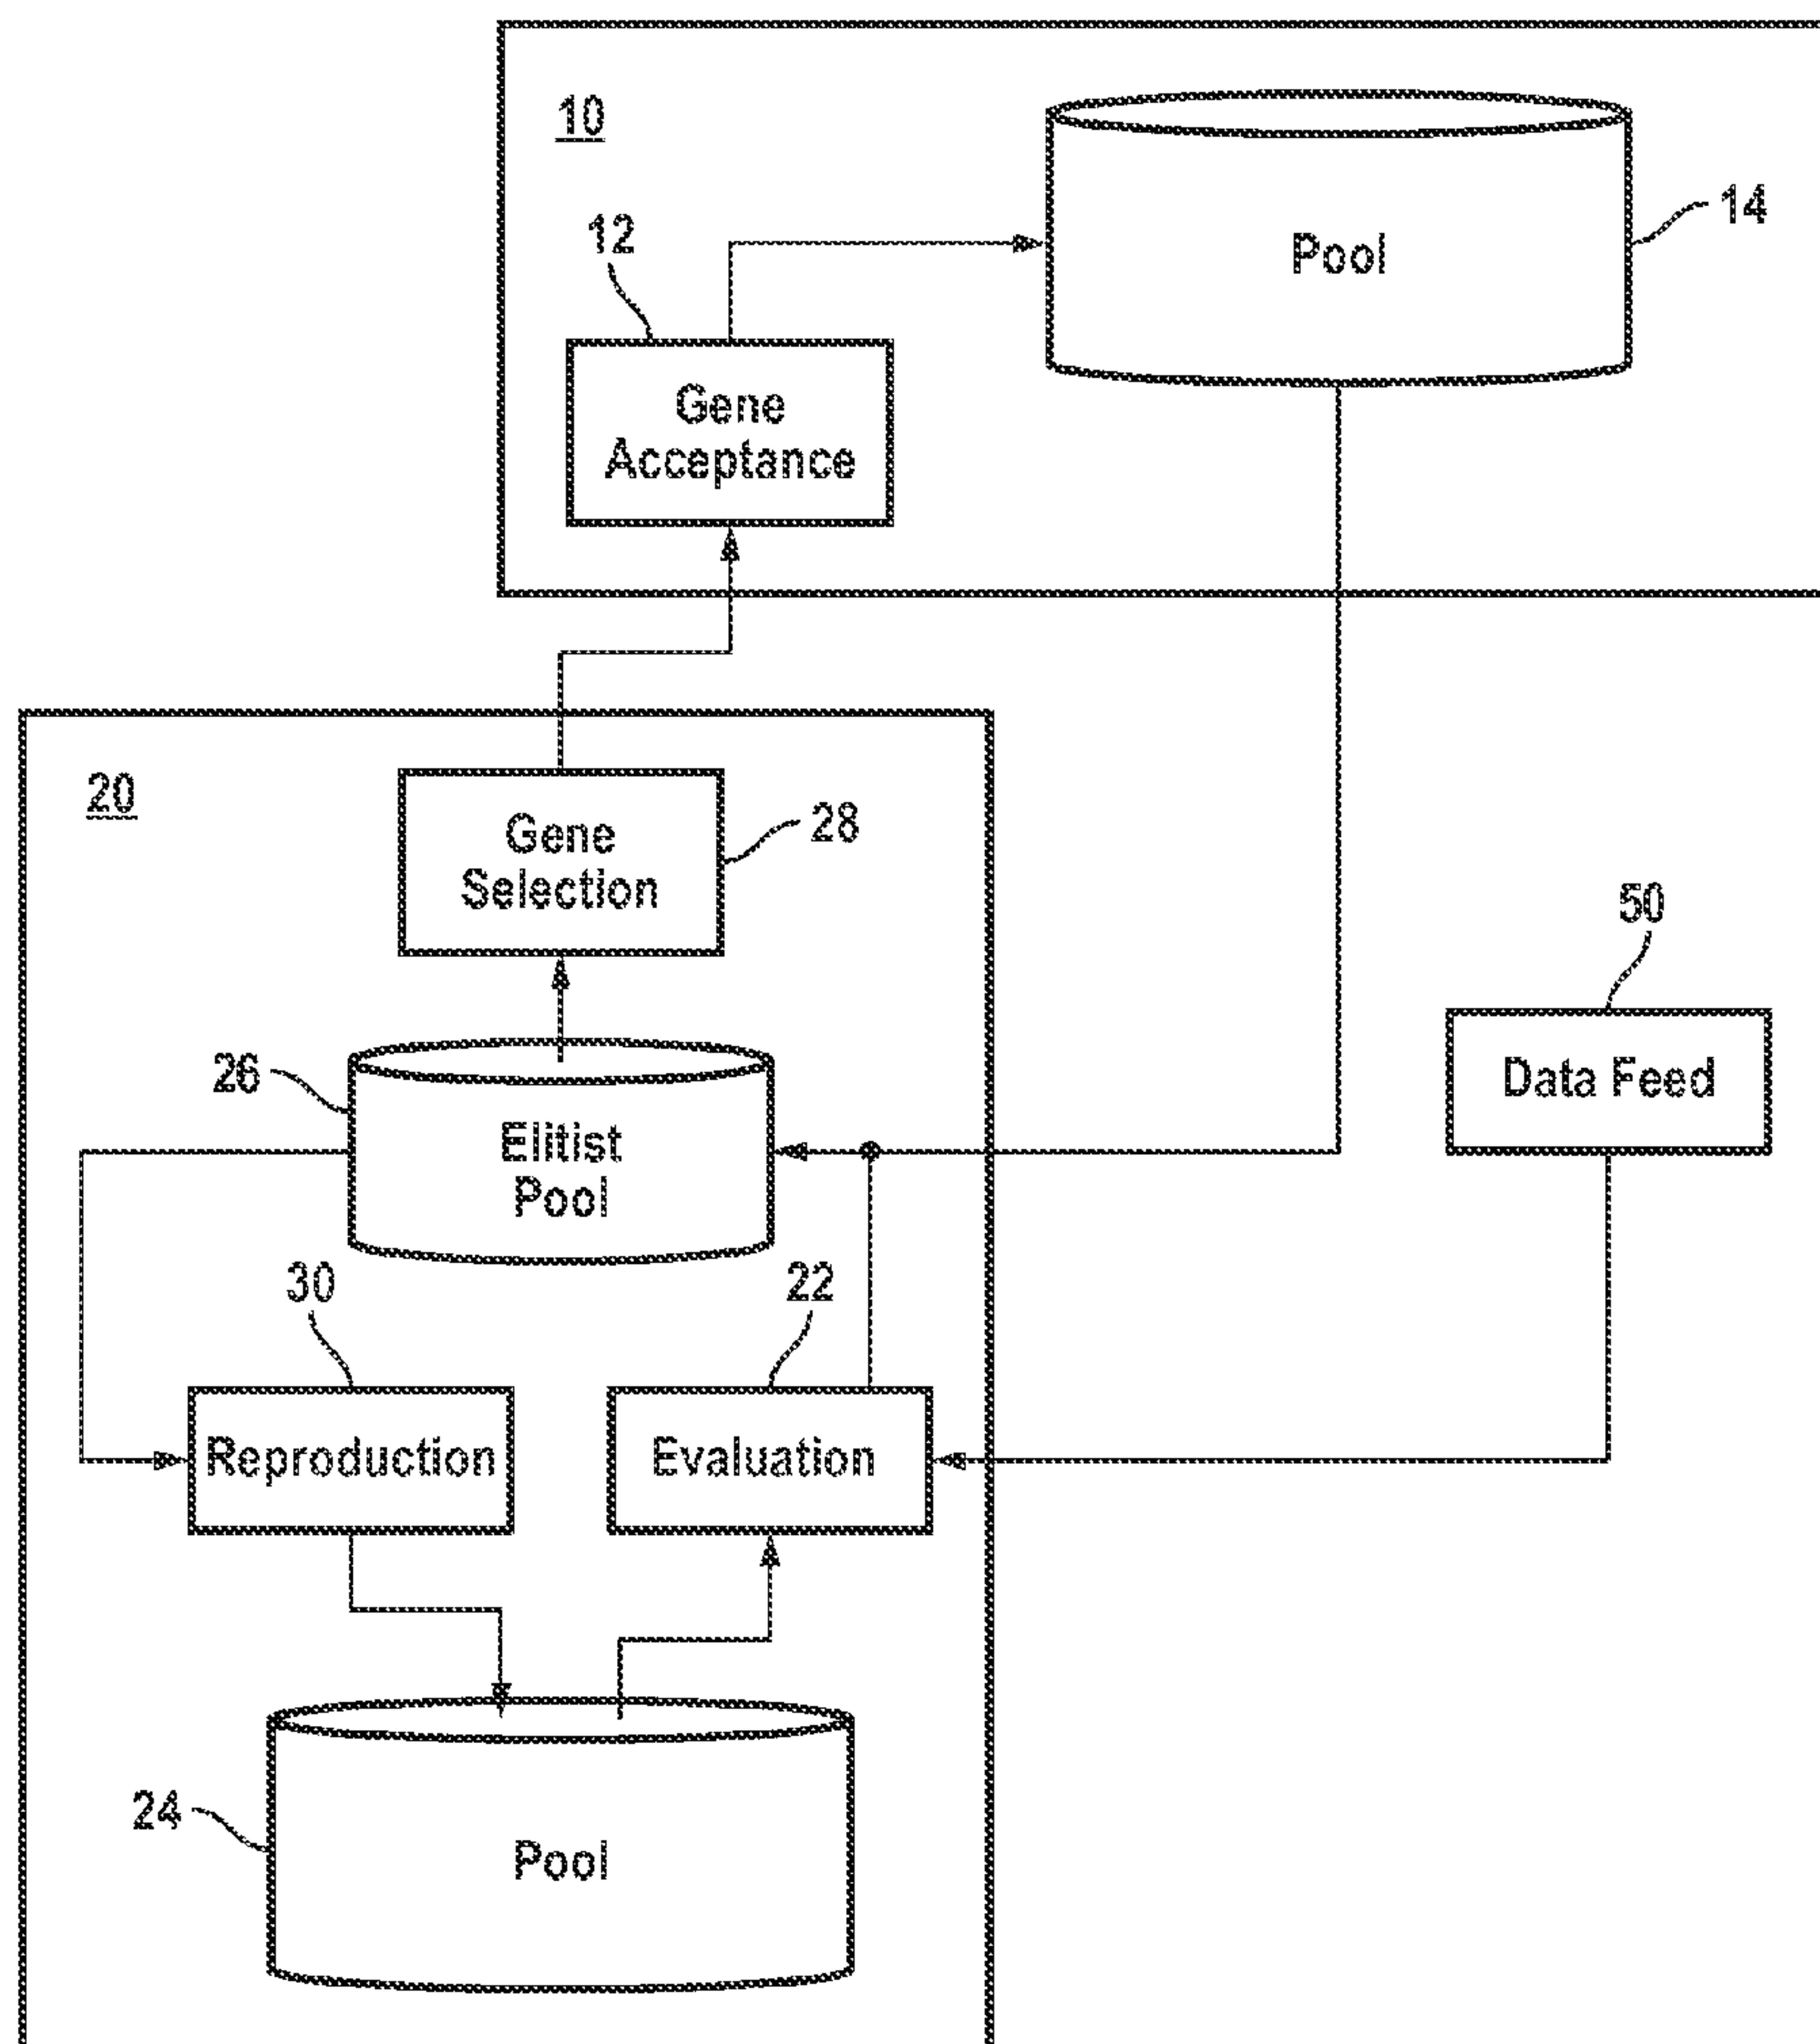 10
14
12
Pool
Gene
Acceptance
20
Gene
Selection
28
50
26
Data Feed
Elitist
Pool
30
22
Reproduction
Evaluation
24
Pool